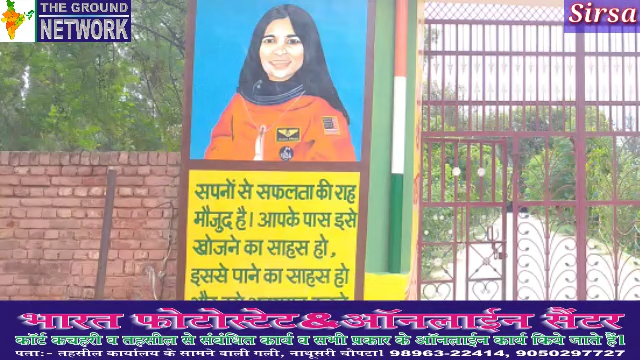 THE GROUND
NETWORK
Sirsa
सपनों से सफलता की राह
मौजूद है। आपके पास इसे
खोजने का साहस हो,
इससे पाने का साहस हो
भारत फोटोस्टेट&ऑनलाईन सैंटर
कोर्ट कचहरी व तहसील से संबंधित कार्य व सभी प्रकार के ऑनलाईन कार्य किये जाते हैं।
पता:- तहसील कार्यालय के सामने वाली गली, नाथूसरी चोपटा। 98963-22414, 9050297727